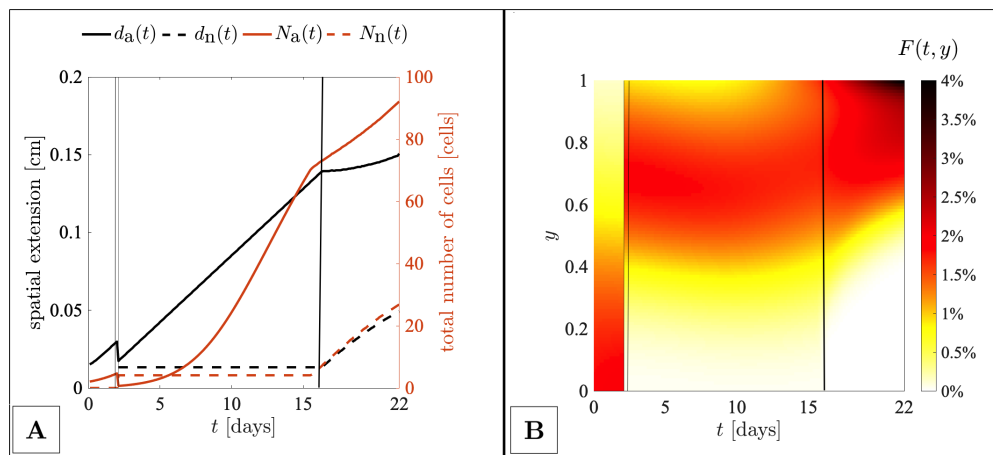 d_a(t) d_n(t) N_a(t) N_n(t)
0.2
0.15
0.1
0.05
0
spatial extension [cm]
100
80
60
40
20
0
total number of cells [cells]
0 5 10 15 22
t [days]
A
F(t, y)
1
0.8
0.6
0.4
0.2
0
y
0 5 10 15 22
t [days]
4%
3.5%
3%
2.5%
2%
1.5%
1%
0.5%
0%
B